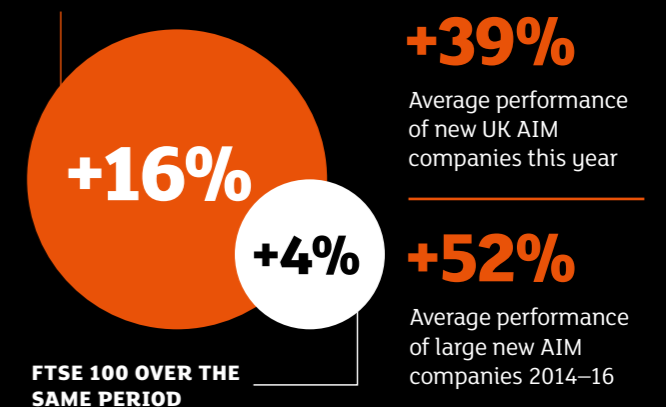 +16%
+4%
FTSE 100 OVER THE
SAME PERIOD
+39%
Average performance
of new UK AIM
companies this year
+52%
Average performance
of large new AIM
companies 2014–16